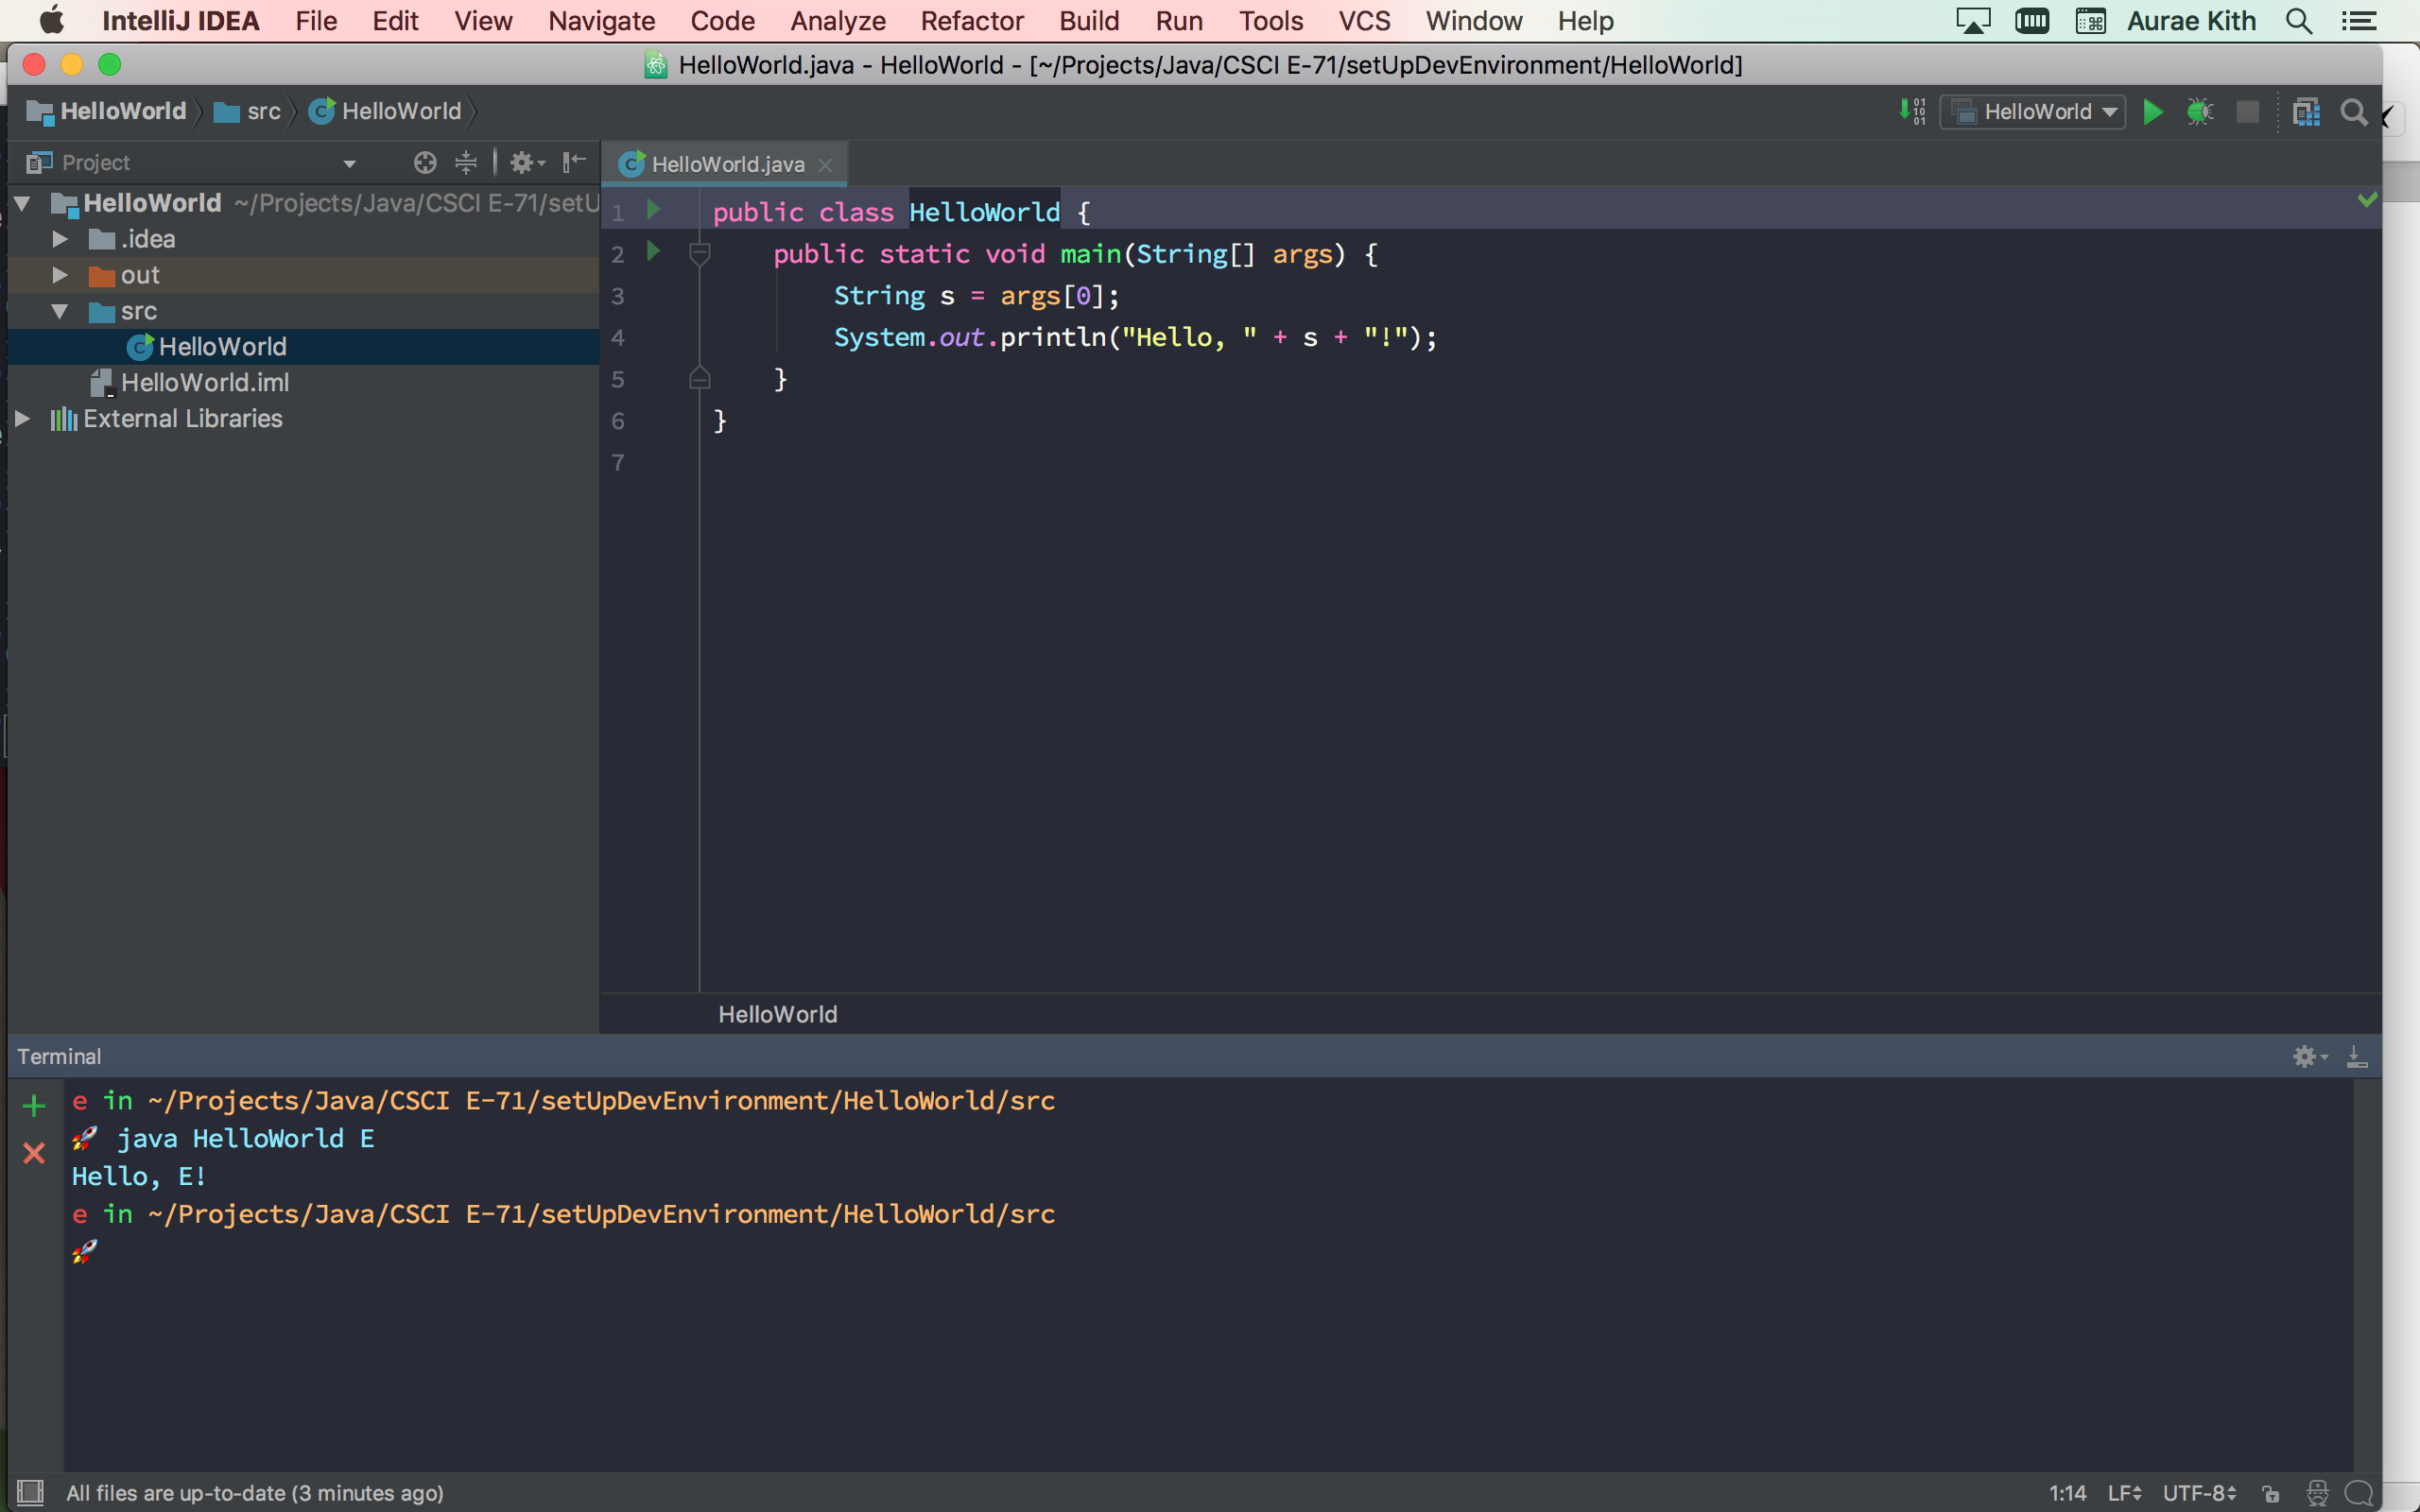 IntelliJ IDEA File Edit View Navigate Code Analyze Refactor Build Run Tools VCS Window Help Aurae Kith
HelloWorld.java - HelloWorld - [~/Projects/Java/CSCI E-71/setUpDevEnvironment/HelloWorld]
HelloWorld src HelloWorld HelloWorld
Project
HelloWorld ~/Projects/Java/CSCI E-71/setU
.idea
out
src
HelloWorld
HelloWorld.iml
External Libraries
HelloWorld.java
1 public class HelloWorld {
2 public static void main(String[] args) {
3 String s = args[0];
4 System.out.println("Hello, " + s + "!");
5 }
6 }
7
HelloWorld
Terminal
e in ~/Projects/Java/CSCI E-71/setUpDevEnvironment/HelloWorld/src
🚀 java HelloWorld E
Hello, E!
e in ~/Projects/Java/CSCI E-71/setUpDevEnvironment/HelloWorld/src
🚀
All files are up-to-date (3 minutes ago) 1:14 LF UTF-8